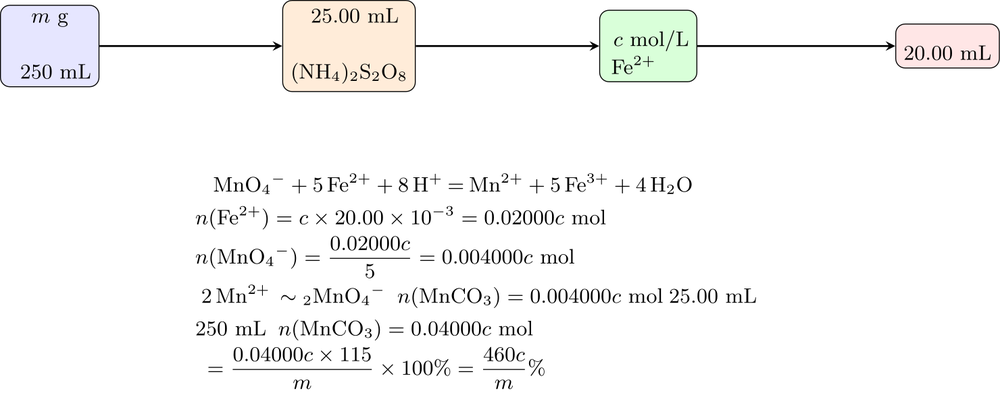 m g
250 mL
25.00 mL
(NH₄)₂S₂O₈
c mol/L
Fe²⁺
20.00 mL
MnO₄⁻ + 5 Fe²⁺ + 8 H⁺ = Mn²⁺ + 5 Fe³⁺ + 4 H₂O
n(Fe²⁺) = c × 20.00 × 10⁻³ = 0.02000c mol
n(MnO₄⁻) = 0.02000c / 5 = 0.004000c mol
2 Mn²⁺ ∼ ₂MnO₄⁻ n(MnCO₃) = 0.004000c mol 25.00 mL
250 mL n(MnCO₃) = 0.04000c mol
= 0.04000c × 115 / m × 100% = 460c / m %